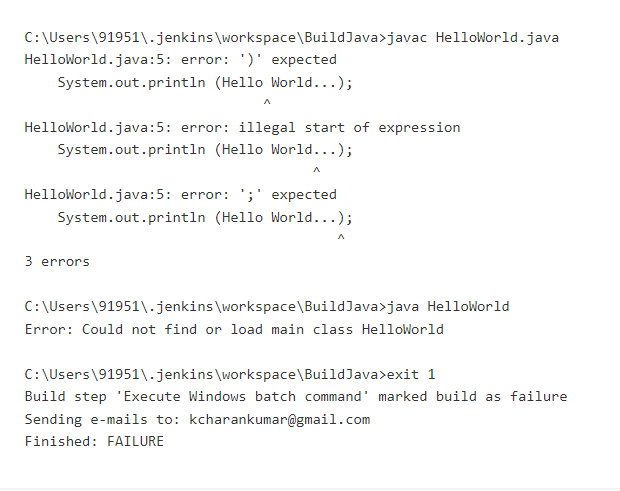 C:\Users\91951\.jenkins\workspace\BuildJava>javac HelloWorld.java
HelloWorld.java:5: error: ')' expected
    System.out.println (Hello World...);
                             ^
HelloWorld.java:5: error: illegal start of expression
    System.out.println (Hello World...);
                                   ^
HelloWorld.java:5: error: ';' expected
    System.out.println (Hello World...);
                                      ^
3 errors
C:\Users\91951\.jenkins\workspace\BuildJava>java HelloWorld
Error: Could not find or load main class HelloWorld
C:\Users\91951\.jenkins\workspace\BuildJava>exit 1
Build step 'Execute Windows batch command' marked build as failure
Sending e-mails to: kcharankumar@gmail.com
Finished: FAILURE